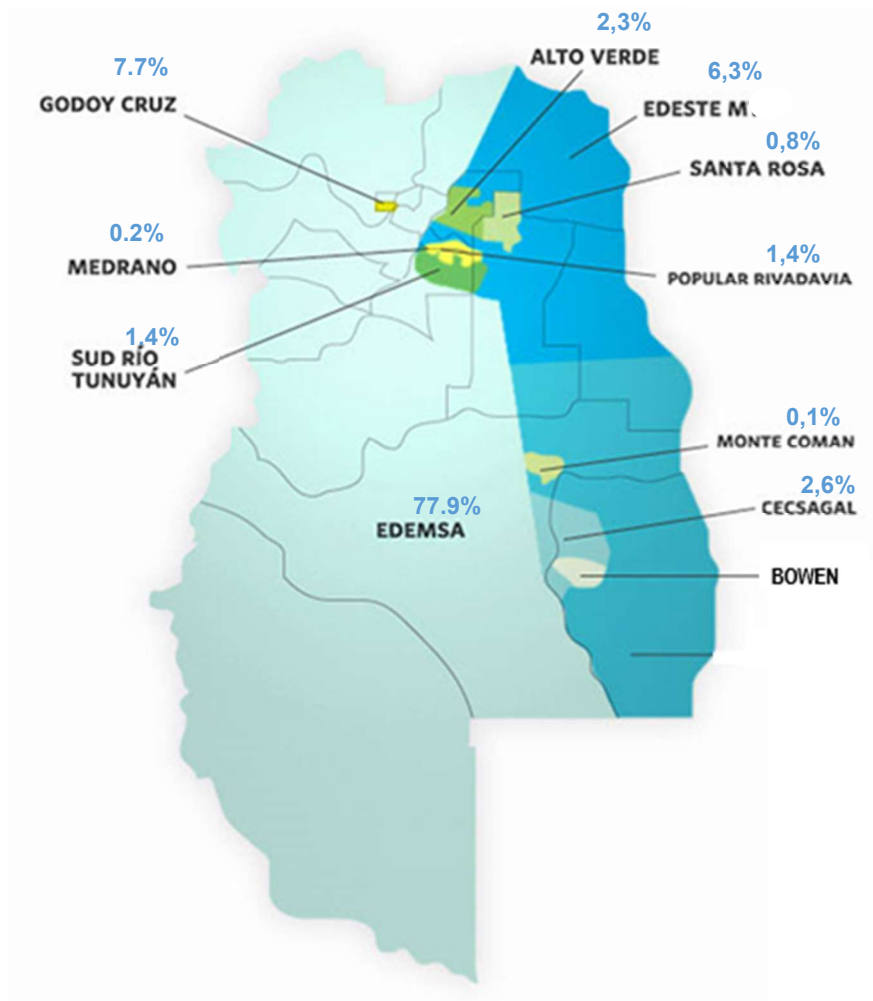 2,3%
ALTO VERDE
7.7%
GODOY CRUZ
6,3%
EDESTE M.
0,8%
SANTA ROSA
0.2%
MEDRANO
1,4%
POPULAR RIVADAVIA
1,4%
SUD RÍO
TUNUYÁN
0,1%
MONTE COMAN
77.9%
EDEMSA
2,6%
CECSAGAL
BOWEN